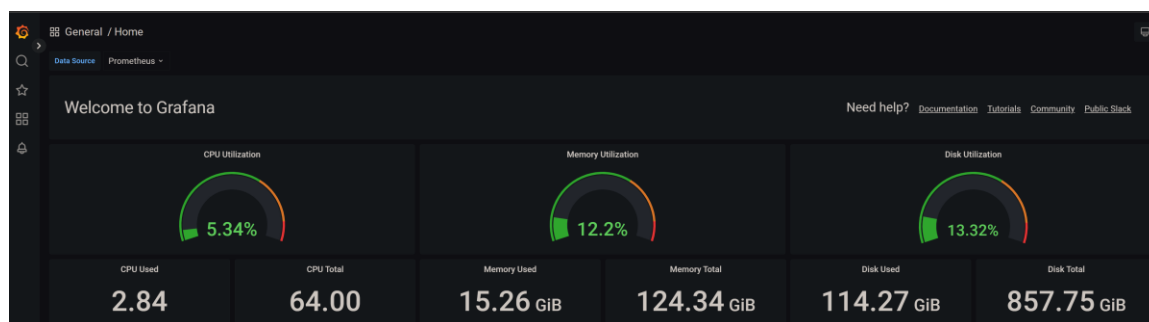 General / Home
Data Source Prometheus
Welcome to Grafana
Need help? Documentation Tutorials Community Public Slack
CPU Utilization
5.34%
Memory Utilization
12.2%
Disk Utilization
13.32%
CPU Used
2.84
CPU Total
64.00
Memory Used
15.26 GiB
Memory Total
124.34 GiB
Disk Used
114.27 GiB
Disk Total
857.75 GiB